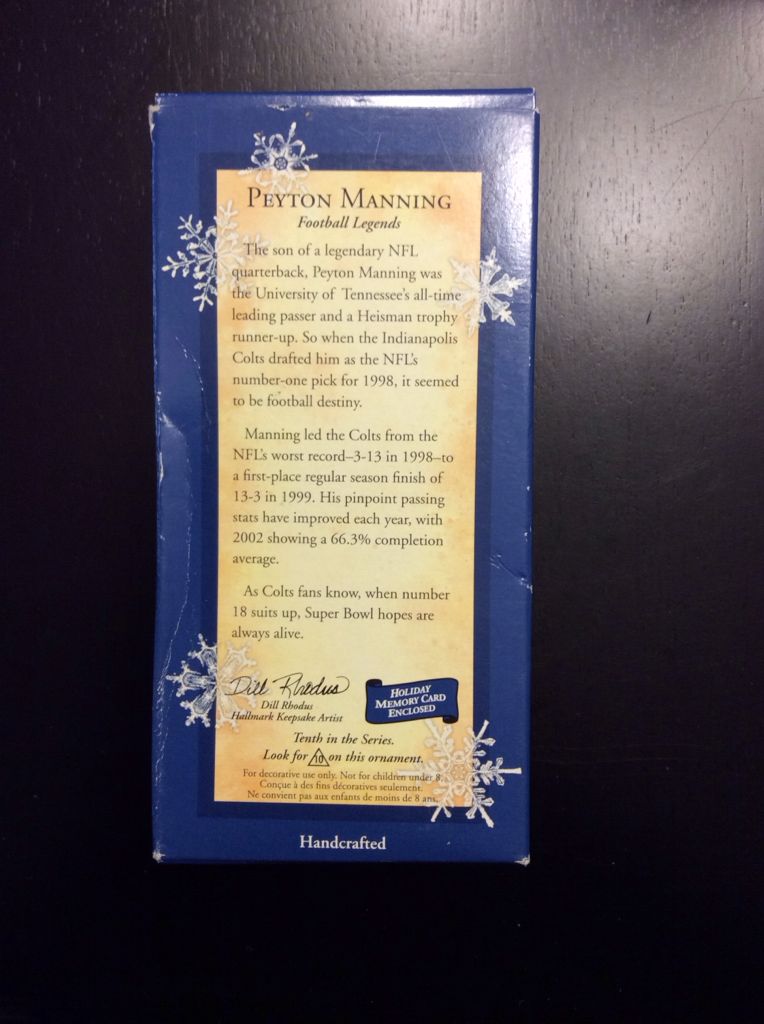 PEYTON MANNING
Football Legends
The son of a legendary NFL
quarterback, Peyton Manning was
the University of Tennessee's all-time
leading passer and a Heisman trophy
runner-up. So when the Indianapolis
Colts drafted him as the NFL's
number-one pick for 1998, it seemed
to be football destiny.
Manning led the Colts from the
NFL's worst record–3-13 in 1998–to
a first-place regular season finish of
13-3 in 1999. His pinpoint passing
stats have improved each year, with
2002 showing a 66.3% completion
average.
As Colts fans know, when number
18 suits up, Super Bowl hopes are
always alive.
Dill Rhodus
Dill Rhodus
Hallmark Keepsake Artist
HOLIDAY
MEMORY CARD
ENCLOSED
Tenth in the Series.
Look for 10 on this ornament.
For decorative use only. Not for children under 8.
Conçue à des fins décoratives seulement.
Ne convient pas aux enfants de moins de 8 ans.
Handcrafted